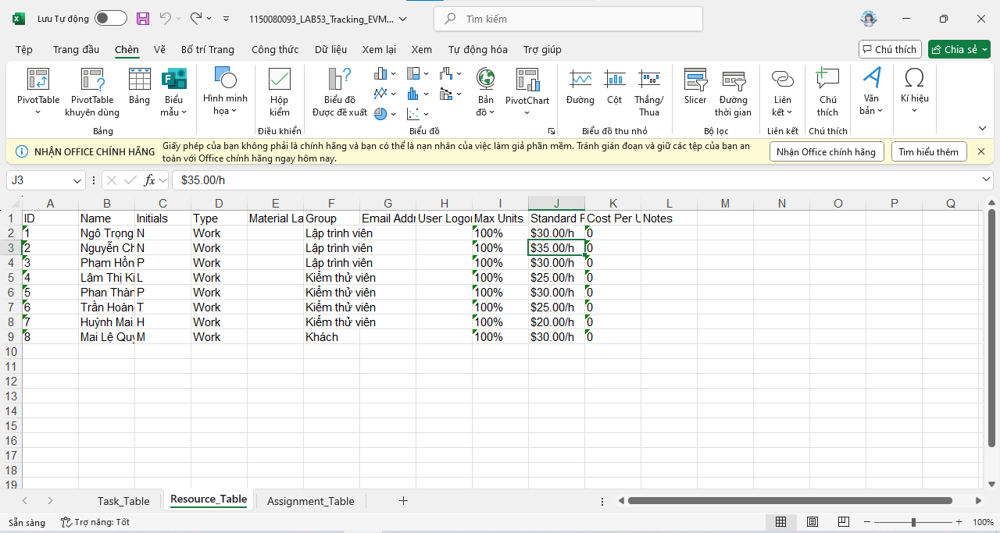 Lưu Tự động
1150080093_LAB53_Tracking_EVM...
Tìm kiếm
Tệp Trang đầu Chèn Vẽ Bố trí Trang Công thức Dữ liệu Xem lại Xem Tự động hóa Trợ giúp
Chú thích Chia sẻ
PivotTable
PivotTable khuyên dùng
Bảng
Biểu mẫu
Bảng
Hình minh họa
Hộp kiểm
Điều khiển
Biểu đồ Được đề xuất
Bản đồ
PivotChart
Biểu đồ
Đường
Cột
Thắng/ Thua
Biểu đồ thu nhỏ
Slicer
Đường thời gian
Bộ lọc
Liên kết
Liên kết
Chú thích
Chú thích
Văn bản
Kí hiệu
NHẬN OFFICE CHÍNH HÃNG
Giấy phép của bạn không phải là chính hãng và bạn có thể là nạn nhân của việc làm giả phần mềm. Tránh gián đoạn và giữ các tệp của bạn an
toàn với Office chính hãng ngay hôm nay.
Nhận Office chính hãng
Tìm hiểu thêm
J3 fx $35.00/h
A B C D E F G H I J K L M N O P Q
1 ID Name Initials Type Material La Group Email Addr User Logon Max Units Standard R Cost Per U Notes
2 1 Ngô Trọng N Work Lập trình viên 100% $30.00/h 0
3 2 Nguyễn Ch N Work Lập trình viên 100% $35.00/h 0
4 3 Phạm Hồn P Work Lập trình viên 100% $30.00/h 0
5 4 Lâm Thị Ki L Work Kiểm thử viên 100% $25.00/h 0
6 5 Phan Thàn P Work Kiểm thử viên 100% $30.00/h 0
7 6 Trần Hoàn T Work Kiểm thử viên 100% $25.00/h 0
8 7 Huỳnh Mai H Work Kiểm thử viên 100% $20.00/h 0
9 8 Mai Lệ Quy M Work Khách 100% $30.00/h 0
10
11
12
13
14
15
16
17
18
19
Task_Table Resource_Table Assignment_Table
Sẵn sàng Trợ năng: Tốt 100%